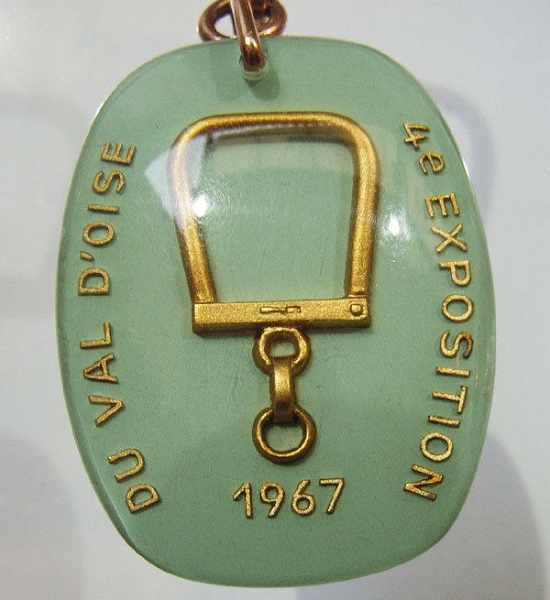 4e EXPOSITION
DU VAL D'OISE
1967